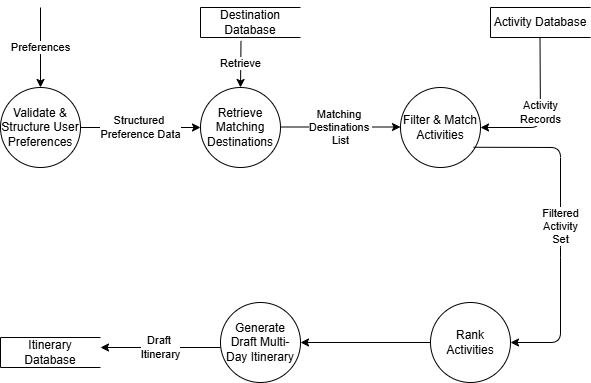 Destination
Database
Activity Database
Preferences
Retrieve
Validate &
Structure User
Preferences
Structured
Preference Data
Retrieve
Matching
Destinations
Matching
Destinations
List
Filter & Match
Activities
Activity
Records
Filtered
Activity
Set
Rank
Activities
Generate
Draft Multi-
Day Itinerary
Draft
Itinerary
Itinerary
Database